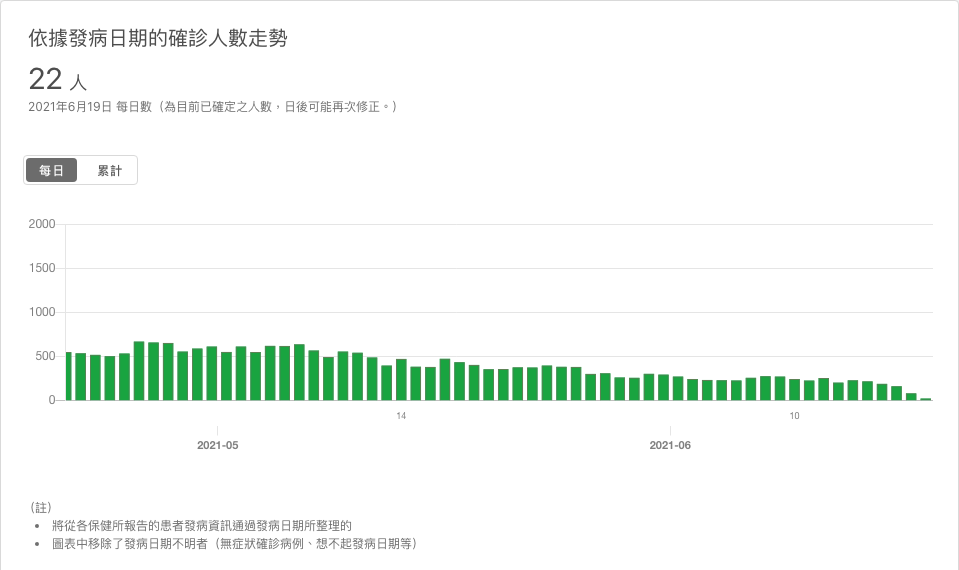 依據發病日期的確診人數走勢
22 人
2021年6月19日 每日數（為目前已確定之人數，日後可能再次修正。）
每日 累計
2000
1500
1000
500
0
14 10
2021-05 2021-06
（註）
• 將從各保健所報告的患者發病資訊通過發病日期所整理的
• 圖表中移除了發病日期不明者（無症狀確診病例、想不起發病日期等）